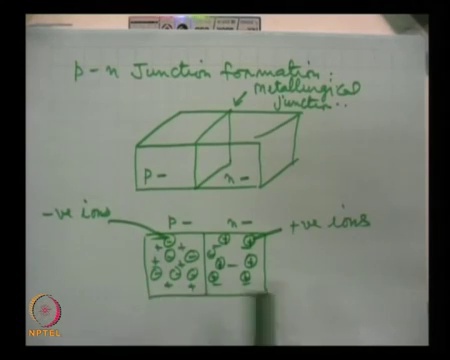 p-n Junction formation:
metallurgical
junction..
p- n-
-ve ions p- n- +ve ions
NPTEL